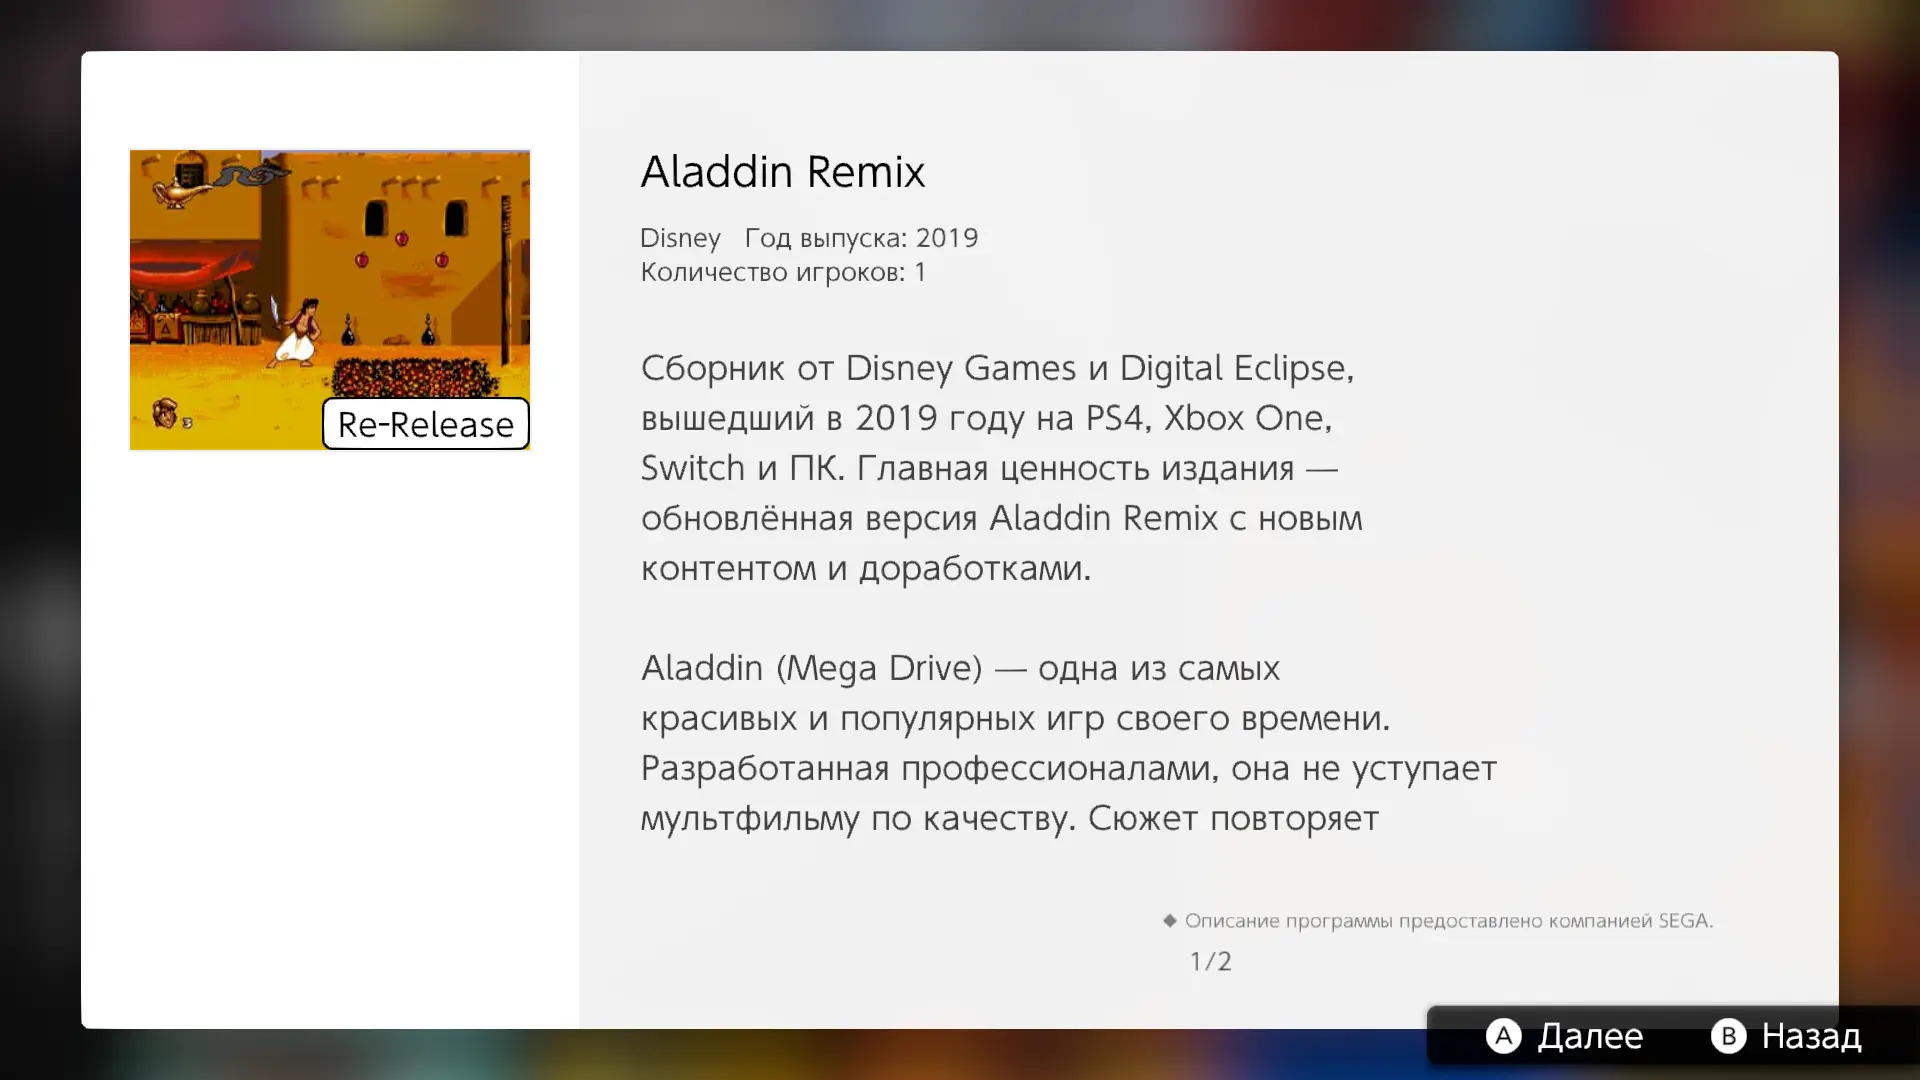 Re-Release
3
Aladdin Remix
Disney Год выпуска: 2019
Количество игроков: 1
Сборник от Disney Games и Digital Eclipse,
вышедший в 2019 году на PS4, Xbox One,
Switch и ПК. Главная ценность издания —
обновлённая версия Aladdin Remix с новым
контентом и доработками.
Aladdin (Mega Drive) — одна из самых
красивых и популярных игр своего времени.
Разработанная профессионалами, она не уступает
мультфильму по качеству. Сюжет повторяет
◆ Описание программы предоставлено компанией SEGA.
1/2
A Далее B Назад